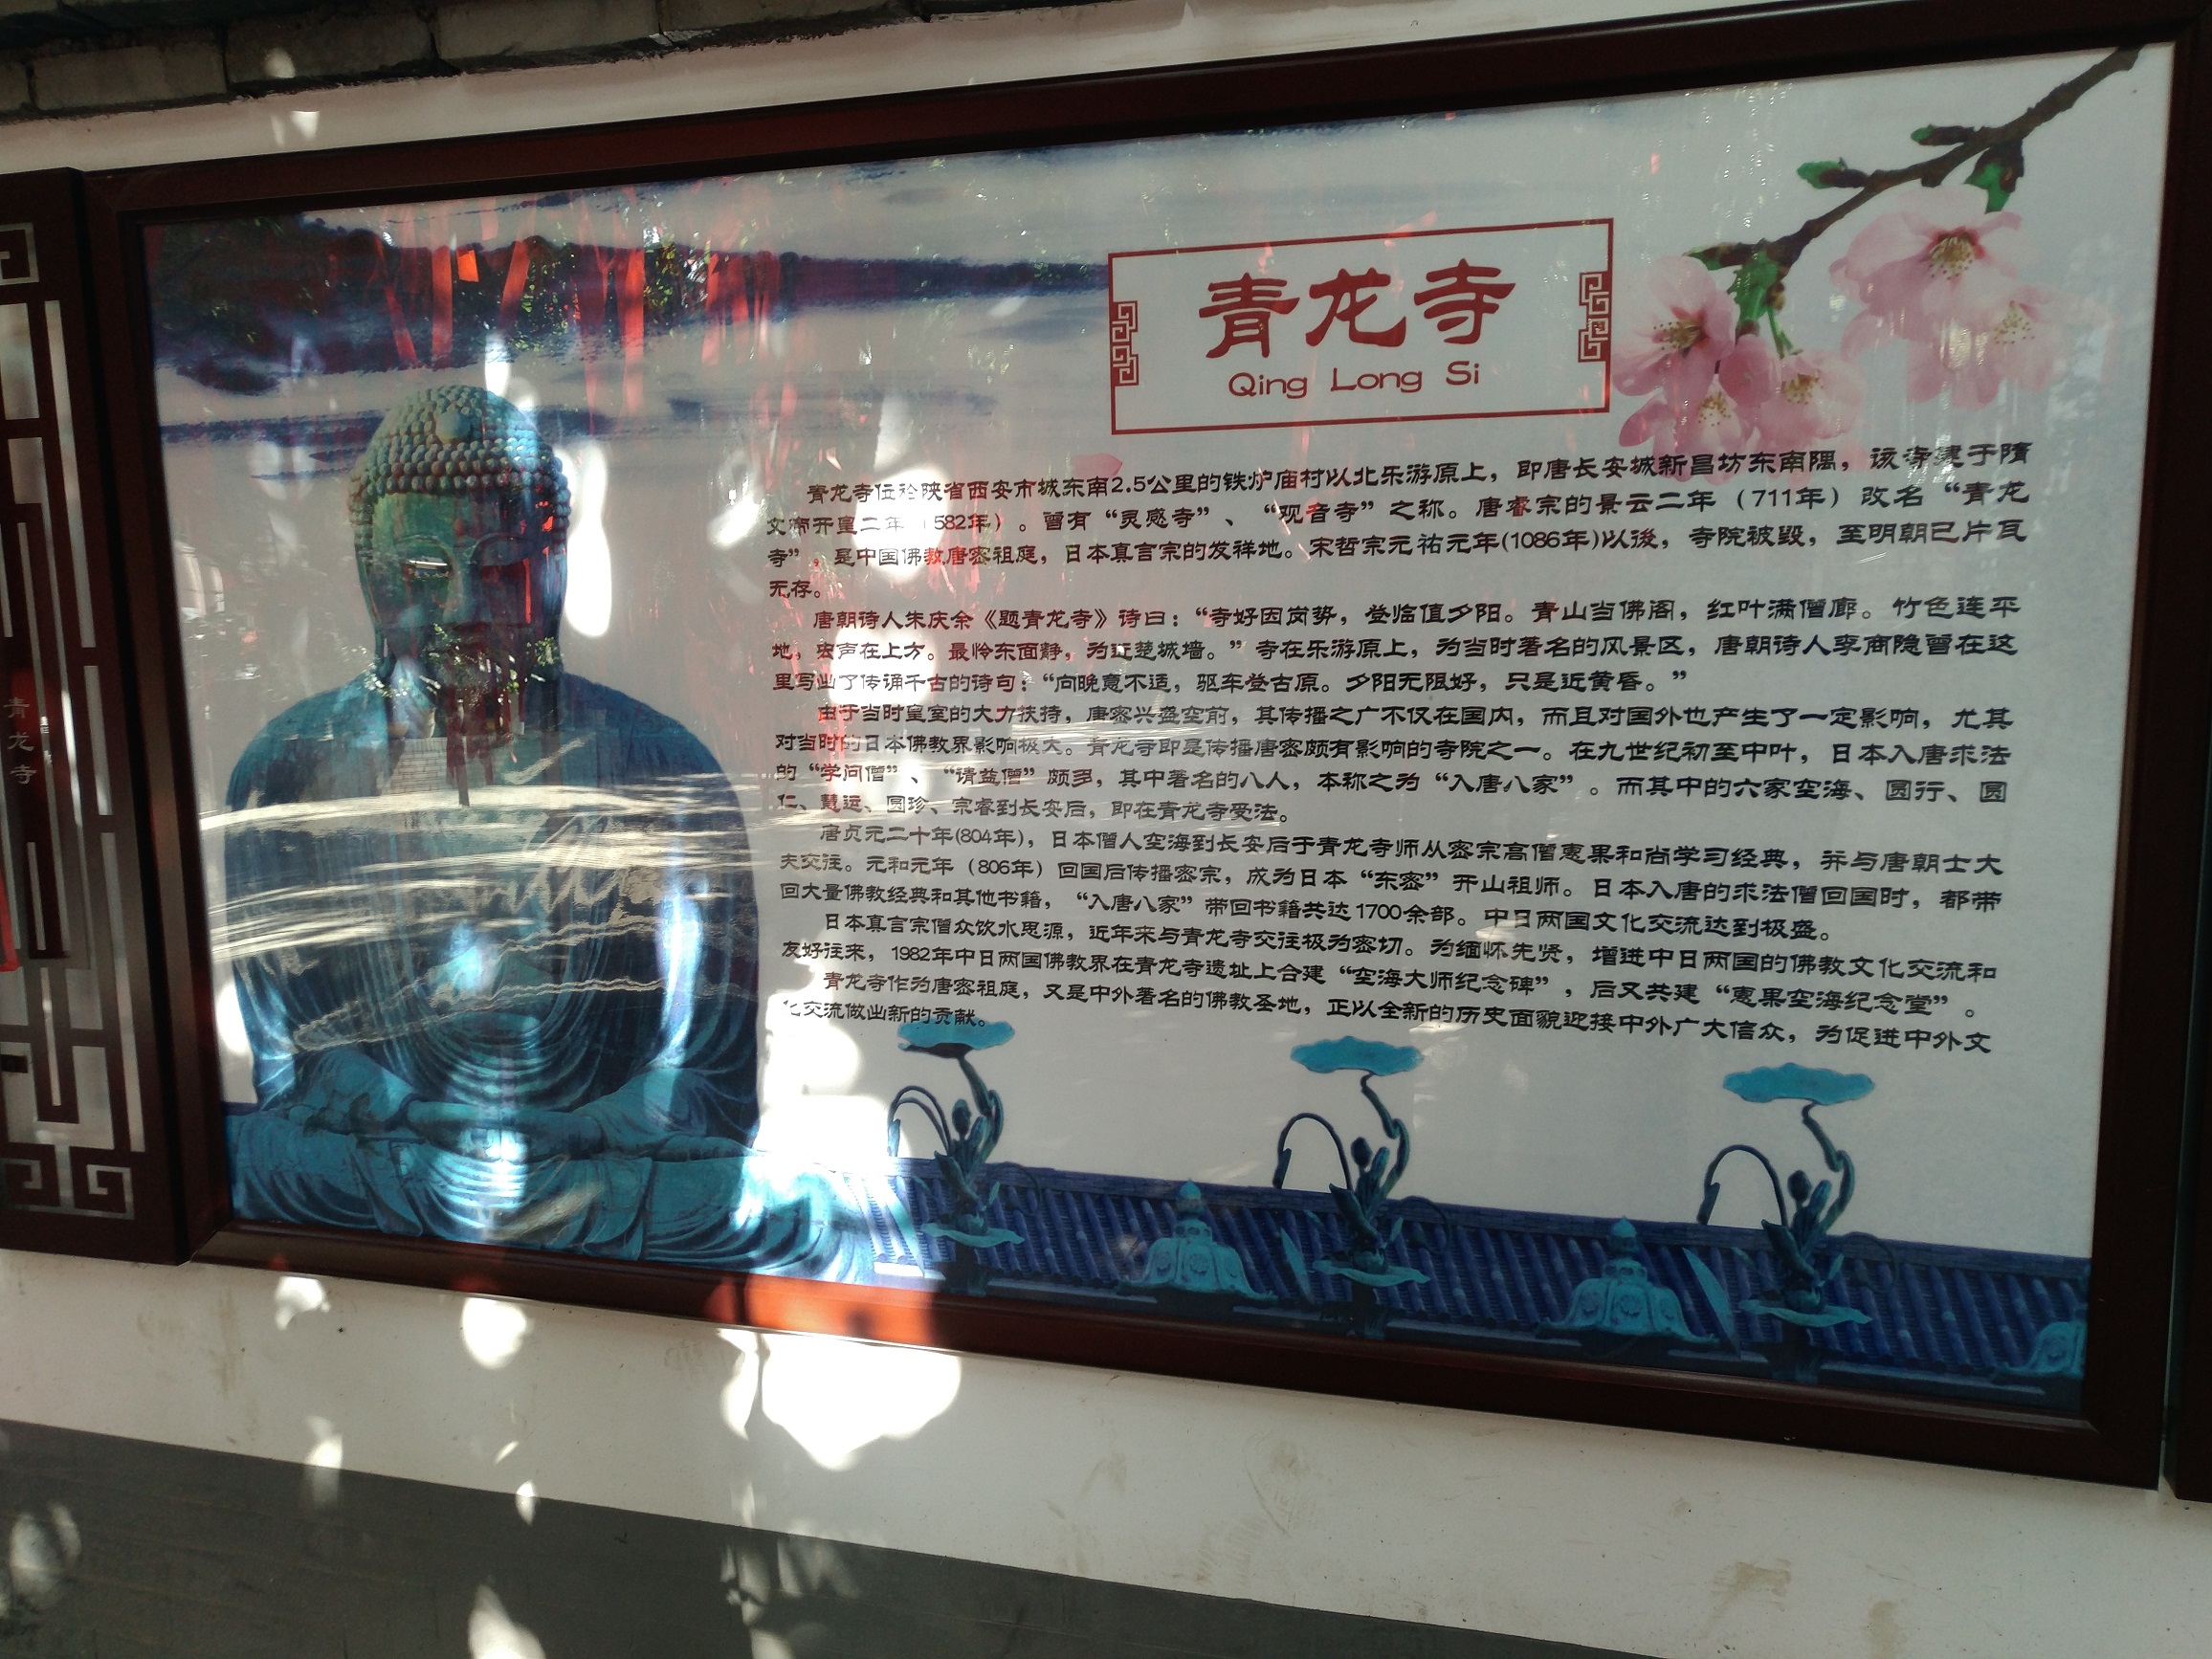 青龙寺
Qing Long Si
青龙寺位於陕省西安市城东南2.5公里的铁炉庙村以北乐游原上，即唐长安城新昌坊东南隅，该寺建于隋
文帝开皇二年（582年）。曾有“灵感寺”、“观音寺”之称。唐睿宗的景云二年（711年）改名“青龙
寺”，是中国佛教唐密祖庭，日本真言宗的发祥地。宋哲宗元祐元年(1086年)以後，寺院被毁，至明朝已片瓦
无存。
唐朝诗人朱庆余《题青龙寺》诗曰：“寺好因岗势，登临值夕阳。青山当佛阁，红叶满僧廊。竹色连平
地，虫声在上方。最怜东面静，为近楚城墙。”寺在乐游原上，为当时著名的风景区，唐朝诗人李商隐曾在这
里写出了传诵千古的诗句：“向晚意不适，驱车登古原。夕阳无限好，只是近黄昏。”
由于当时皇室的大力扶持，唐密兴盛空前，其传播之广不仅在国内，而且对国外也产生了一定影响，尤其
对当时的日本佛教界影响极大。青龙寺即是传播唐密颇有影响的寺院之一。在九世纪初至中叶，日本入唐求法
的“学问僧”、“请益僧”颇多，其中著名的八人，本称之为“入唐八家”。而其中的六家空海、圆行、圆
仁、慧远、圆珍、宗睿到长安后，即在青龙寺受法。
唐贞元二十年(804年)，日本僧人空海到长安后于青龙寺师从密宗高僧惠果和尚学习经典，并与唐朝士大
夫交往。元和元年（806年）回国后传播密宗，成为日本“东密”开山祖师。日本入唐的求法僧回国时，都带
回大量佛教经典和其他书籍，“入唐八家”带回书籍共达1700余部。中日两国文化交流达到极盛。
日本真言宗僧众饮水思源，近年来与青龙寺交往极为密切。为缅怀先贤，增进中日两国的佛教文化交流和
友好往来，1982年中日两国佛教界在青龙寺遗址上合建“空海大师纪念碑”，后又共建“惠果空海纪念堂”。
青龙寺作为唐密祖庭，又是中外著名的佛教圣地，正以全新的历史面貌迎接中外广大信众，为促进中外文
化交流做出新的贡献。
青龙寺